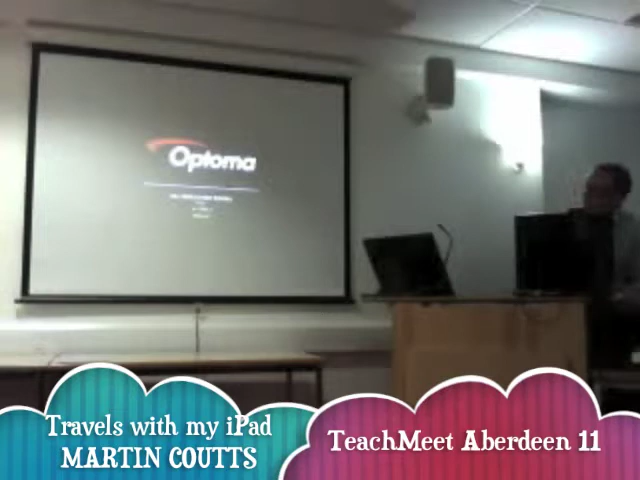 Optoma
Travels with my iPad
MARTIN COUTTS
TeachMeet Aberdeen 11